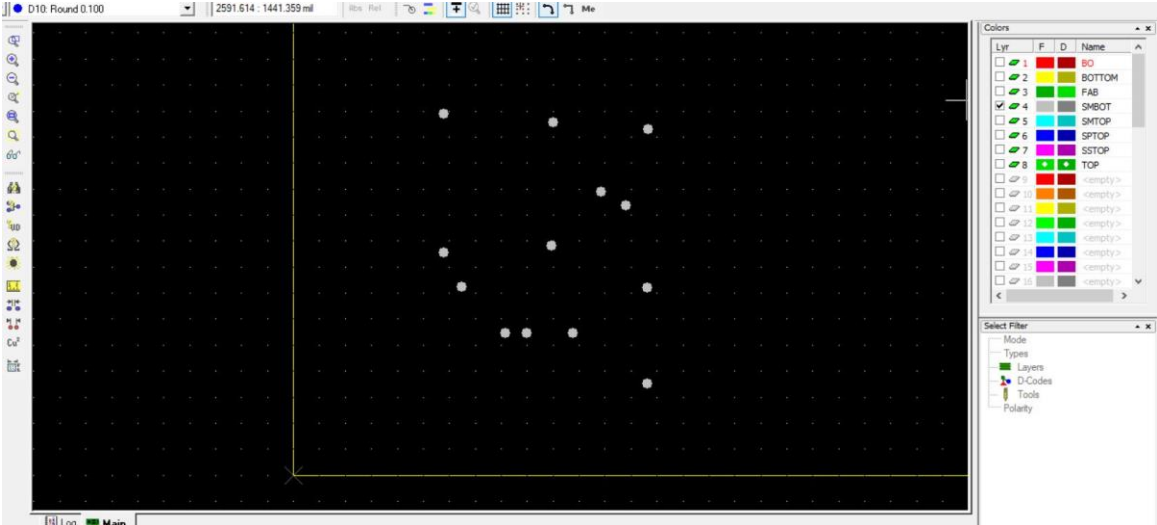 D10: Round 0.100
2591.614 : 1441.359 mil
Abs Rel
Me
Colors
Lyr F D Name
1 BO
2 BOTTOM
3 FAB
4 SMBOT
5 SMTOP
6 SPTOP
7 SSTOP
8 TOP
9 <empty>
10 <empty>
11 <empty>
12 <empty>
13 <empty>
14 <empty>
15 <empty>
16 <empty>
Select Filter
Mode
Types
Layers
D-Codes
Tools
Polarity
Log Main